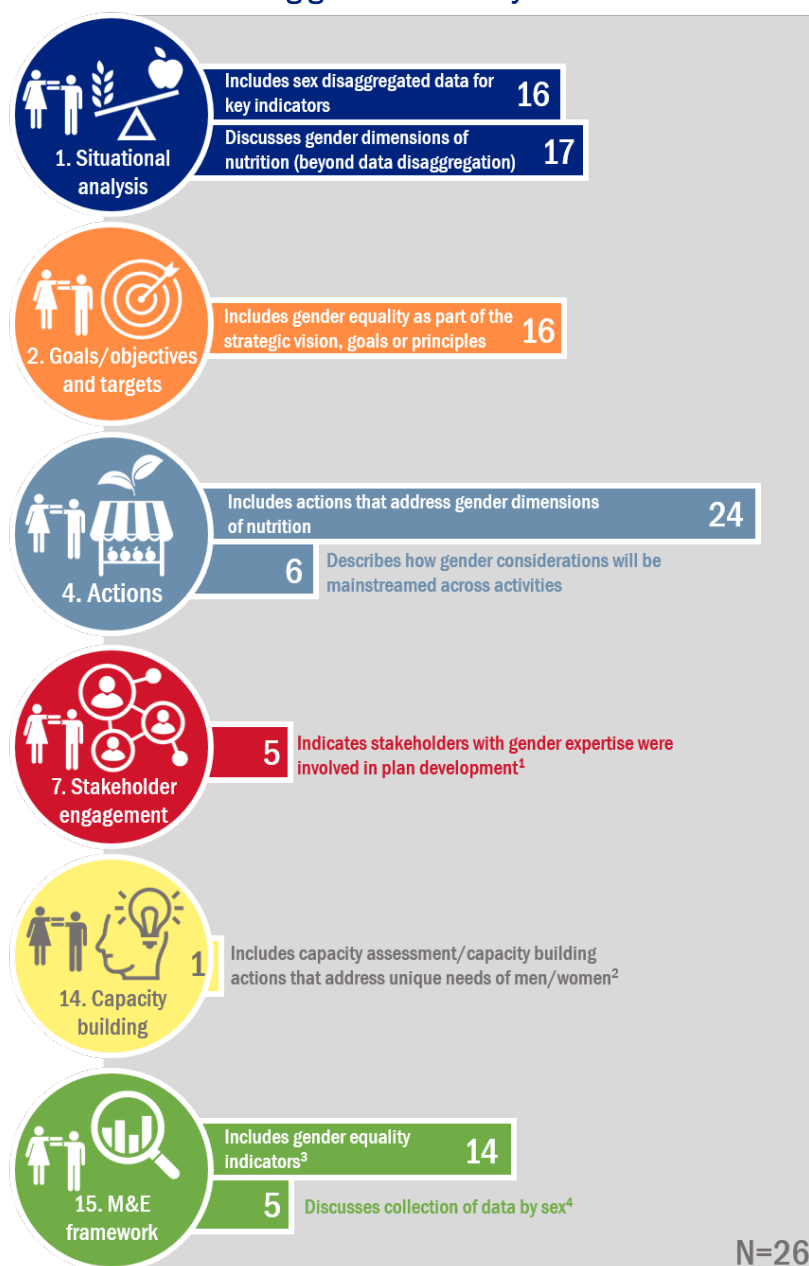 1. Situational
analysis
Includes sex disaggregated data for
key indicators
16
Discusses gender dimensions of
nutrition (beyond data disaggregation)
17
2. Goals/objectives
and targets
Includes gender equality as part of the
strategic vision, goals or principles
16
4. Actions
Includes actions that address gender dimensions
of nutrition
24
6
Describes how gender considerations will be
mainstreamed across activities
7. Stakeholder
engagement
5
Indicates stakeholders with gender expertise were
involved in plan development¹
14. Capacity
building
1
Includes capacity assessment/capacity building
actions that address unique needs of men/women²
15. M&E
framework
Includes gender equality
indicators³
14
5
Discusses collection of data by sex⁴
N=26